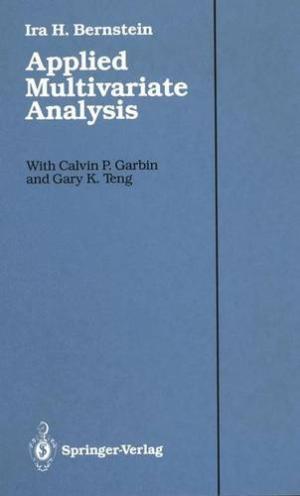 Ira H. Bernstein
Applied
Multivariate
Analysis
With Calvin P. Garbin
and Gary K. Teng
Springer-Verlag